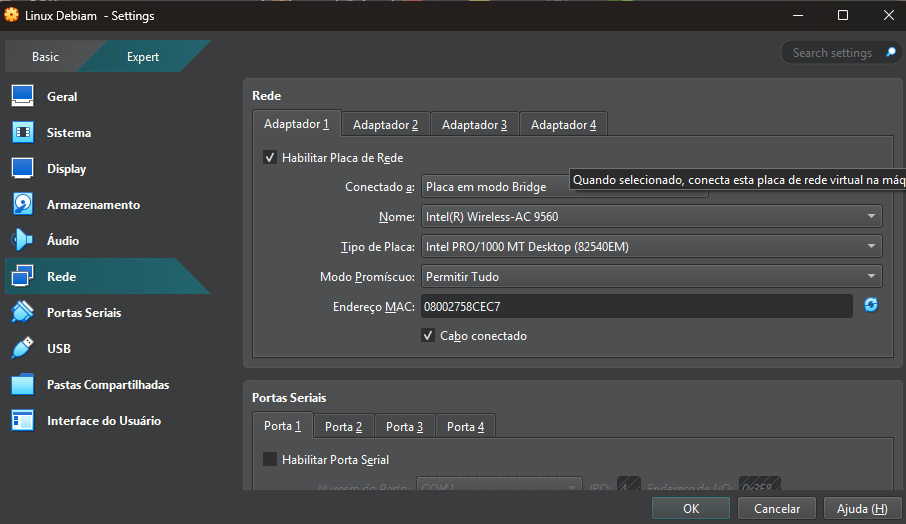 Linux Debiam - Settings
Basic
Expert
Search settings
Geral
Sistema
Display
Armazenamento
Áudio
Rede
Portas Seriais
USB
Pastas Compartilhadas
Interface do Usuário
Rede
Adaptador 1
Adaptador 2
Adaptador 3
Adaptador 4
Habilitar Placa de Rede
Conectado a: Placa em modo Bridge
Quando selecionado, conecta esta placa de rede virtual na máq
Nome: Intel(R) Wireless-AC 9560
Tipo de Placa: Intel PRO/1000 MT Desktop (82540EM)
Modo Promíscuo: Permitir Tudo
Endereço MAC: 08002758CEC7
Cabo conectado
Portas Seriais
Porta 1
Porta 2
Porta 3
Porta 4
Habilitar Porta Serial
Número da Porta: COM1 IRQ: 4 Endereço de I/O: 0x3F8
OK
Cancelar
Ajuda (H)